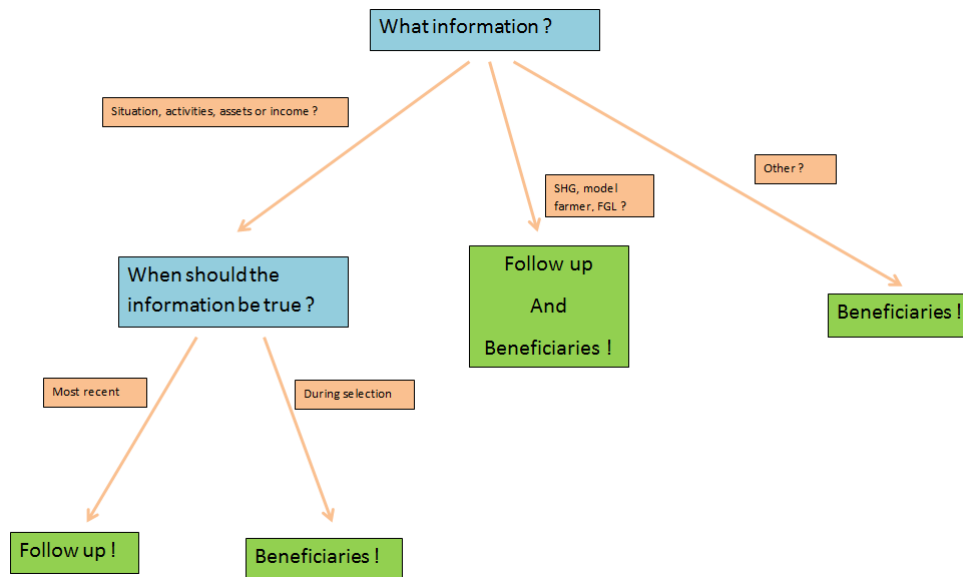 What information ?
Situation, activities, assets or income ?
Other ?
SHG, model
farmer, FGL ?
When should the
information be true ?
Follow up
And
Beneficiaries !
Beneficiaries !
Most recent
During selection
Follow up !
Beneficiaries !